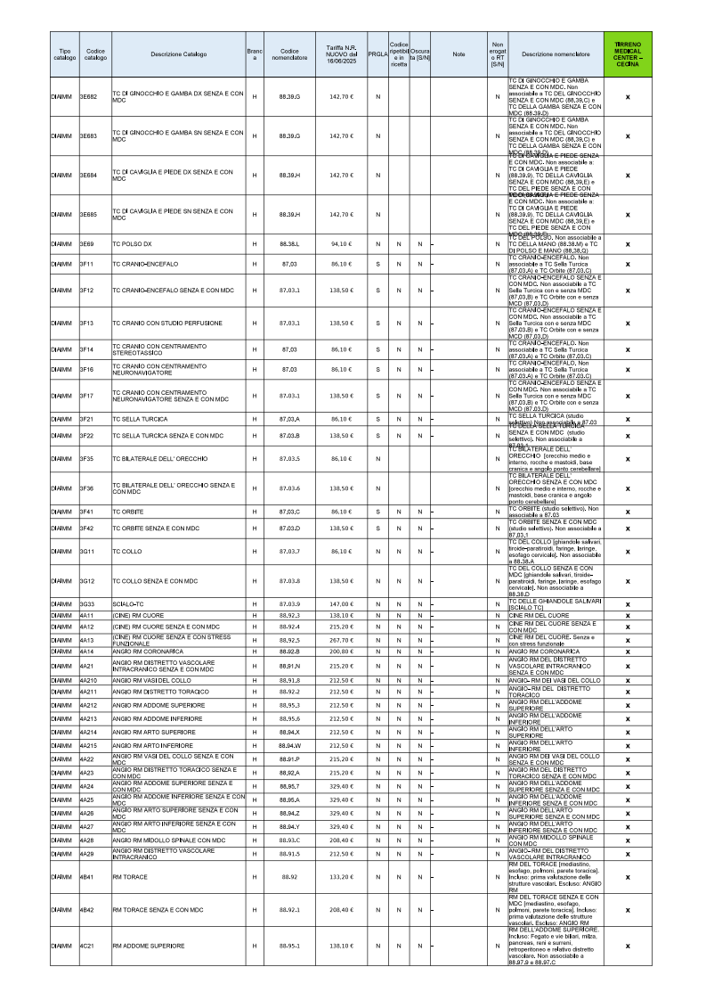 Tipo catalogo | Codice catalogo | Descrizione Catalogo | Branca | Codice nomenclatore | Tariffa N.R. NUOVO dal 16/06/2025 | PRGLA | Codice ripetibile in ricetta | Oscurata [S/N] | Note | Non erogato RT [S/N] | Descrizione nomenclatore | TIRRENO MEDICAL CENTER – CECINA
DIAIMM 3E682 TC DI GINOCCHIO E GAMBA DX SENZA E CON MDC H 88.39.G 142,70 € N N TC DI GINOCCHIO E GAMBA SENZA E CON MDC. Non associabile a TC DEL GINOCCHIO SENZA E CON MDC (88.39.C) e TC DELLA GAMBA SENZA E CON MDC (88.39.D) x
DIAIMM 3E683 TC DI GINOCCHIO E GAMBA SN SENZA E CON MDC H 88.39.G 142,70 € N N TC DI GINOCCHIO E GAMBA SENZA E CON MDC. Non associabile a TC DEL GINOCCHIO SENZA E CON MDC (88.39.C) e TC DELLA GAMBA SENZA E CON MDC (88.39.D) x
DIAIMM 3E684 TC DI CAVIGLIA E PIEDE DX SENZA E CON MDC H 88.39.H 142,70 € N N TC DI CAVIGLIA E PIEDE SENZA E CON MDC. Non associabile a: TC DI CAVIGLIA E PIEDE (88.39.9), TC DELLA CAVIGLIA SENZA E CON MDC (88.39.E) e TC DEL PIEDE SENZA E CON x
DIAIMM 3E685 TC DI CAVIGLIA E PIEDE SN SENZA E CON MDC H 88.39.H 142,70 € N N E CON MDC. Non associabile a: TC DI CAVIGLIA E PIEDE (88.39.9), TC DELLA CAVIGLIA SENZA E CON MDC (88.39.E) e TC DEL PIEDE SENZA E CON x
DIAIMM 3E69 TC POLSO DX H 88.38.L 94,10 € N N N – N TC DEL POLSO. Non associabile a TC DELLA MANO (88.38.M) e TC DI POLSO E MANO (88.38.Q) x
DIAIMM 3F11 TC CRANIO-ENCEFALO H 87.03 86,10 € S N N – N TC CRANIO-ENCEFALO. Non associabile a TC Sella Turcica (87.03.A) e TC Orbite (87.03.C) x
DIAIMM 3F12 TC CRANIO-ENCEFALO SENZA E CON MDC H 87.03.1 138,50 € S N N – N TC CRANIO-ENCEFALO SENZA E CON MDC. Non associabile a TC Sella Turcica con e senza MDC (87.03.B) e TC Orbite con e senza MCD (87.03.D) x
DIAIMM 3F13 TC CRANIO CON STUDIO PERFUSIONE H 87.03.1 138,50 € S N N – N TC CRANIO-ENCEFALO SENZA E CON MDC. Non associabile a TC Sella Turcica con e senza MDC (87.03.B) e TC Orbite con e senza MCD (87.03.D) x
DIAIMM 3F14 TC CRANIO CON CENTRAMENTO STEREOTASSICO H 87.03 86,10 € S N N – N TC CRANIO-ENCEFALO. Non associabile a TC Sella Turcica (87.03.A) e TC Orbite (87.03.C) x
DIAIMM 3F16 TC CRANIO CON CENTRAMENTO NEURONAVIGATORE H 87.03 86,10 € S N N – N TC CRANIO-ENCEFALO. Non associabile a TC Sella Turcica (87.03.A) e TC Orbite (87.03.C) x
DIAIMM 3F17 TC CRANIO CON CENTRAMENTO NEURONAVIGATORE SENZA E CON MDC H 87.03.1 138,50 € S N N – N TC CRANIO-ENCEFALO SENZA E CON MDC. Non associabile a TC Sella Turcica con e senza MDC (87.03.B) e TC Orbite con e senza MCD (87.03.D) x
DIAIMM 3F21 TC SELLA TURCICA H 87.03.A 86,10 € S N N – N TC SELLA TURCICA (studio selettivo) Non associabile a 87.03 x
DIAIMM 3F22 TC SELLA TURCICA SENZA E CON MDC H 87.03.B 138,50 € S N N – N TC DELLA SELLA TURCICA SENZA E CON MDC (studio selettivo). Non associabile a x
DIAIMM 3F35 TC BILATERALE DELL' ORECCHIO H 87.03.5 86,10 € N N TC BILATERALE DELL' ORECCHIO [orecchio medio e interno, rocche e mastoidi, base cranica e angolo ponto cerebellare] x
DIAIMM 3F36 TC BILATERALE DELL' ORECCHIO SENZA E CON MDC H 87.03.6 138,50 € N N TC BILATERALE DELL' ORECCHIO SENZA E CON MDC [orecchio medio e interno, rocche e mastoidi, base cranica e angolo ponto cerebellare] x
DIAIMM 3F41 TC ORBITE H 87.03.C 86,10 € S N N – N TC ORBITE (studio selettivo). Non associabile a 87.03 x
DIAIMM 3F42 TC ORBITE SENZA E CON MDC H 87.03.D 138,50 € S N N – N TC ORBITE SENZA E CON MDC (studio selettivo). Non associabile a 87.03.1 x
DIAIMM 3G11 TC COLLO H 87.03.7 86,10 € N N N – N TC DEL COLLO [ghiandole salivari, tiroide-paratiroidi, faringe, laringe, esofago cervicale]. Non associabile a 88.38.A x
DIAIMM 3G12 TC COLLO SENZA E CON MDC H 87.03.8 138,50 € N N N – N TC DEL COLLO SENZA E CON MDC [ghiandole salivari, tiroide-paratiroidi, faringe, laringe, esofago cervicale]. Non associabile a 88.38.D x
DIAIMM 3G33 SCIALO-TC H 87.03.9 147,00 € N N N – N TC DELLE GHIANDOLE SALIVARI [SCIALO TC] x
DIAIMM 4A11 (CINE) RM CUORE H 88.92.3 138,10 € N N N – N CINE RM DEL CUORE x
DIAIMM 4A12 (CINE) RM CUORE SENZA E CON MDC H 88.92.4 215,20 € N N N – N CINE RM DEL CUORE SENZA E CON MDC x
DIAIMM 4A13 (CINE) RM CUORE SENZA E CON STRESS FUNZIONALE H 88.92.5 267,70 € N N N – N CINE RM DEL CUORE. Senza e con stress funzionale x
DIAIMM 4A14 ANGIO RM CORONARICA H 88.92.B 200,80 € N N N – N ANGIO RM CORONARICA x
DIAIMM 4A21 ANGIO RM DISTRETTO VASCOLARE INTRACRANICO SENZA E CON MDC H 88.91.N 215,20 € N N N – N ANGIO RM DEL DISTRETTO VASCOLARE INTRACRANICO SENZA E CON MDC x
DIAIMM 4A210 ANGIO RM VASI DEL COLLO H 88.91.8 212,50 € N N N – N ANGIO- RM DEI VASI DEL COLLO x
DIAIMM 4A211 ANGIO RM DISTRETTO TORACICO H 88.92.2 212,50 € N N N – N ANGIO-RM DEL DISTRETTO TORACICO x
DIAIMM 4A212 ANGIO RM ADDOME SUPERIORE H 88.95.3 212,50 € N N N – N ANGIO RM DELL'ADDOME SUPERIORE x
DIAIMM 4A213 ANGIO RM ADDOME INFERIORE H 88.95.6 212,50 € N N N – N ANGIO RM DELL'ADDOME INFERIORE x
DIAIMM 4A214 ANGIO RM ARTO SUPERIORE H 88.94.X 212,50 € N N N – N ANGIO RM DELL'ARTO SUPERIORE x
DIAIMM 4A215 ANGIO RM ARTO INFERIORE H 88.94.W 212,50 € N N N – N ANGIO RM DELL'ARTO INFERIORE x
DIAIMM 4A22 ANGIO RM VASI DEL COLLO SENZA E CON MDC H 88.91.P 212,50 € N N N – N ANGIO RM DEI VASI DEL COLLO SENZA E CON MDC x
DIAIMM 4A23 ANGIO RM DISTRETTO TORACICO SENZA E CON MDC H 88.92.A 215,20 € N N N – N ANGIO RM DEL DISTRETTO TORACICO SENZA E CON MDC x
DIAIMM 4A24 ANGIO RM ADDOME SUPERIORE SENZA E CON MDC H 88.95.7 329,40 € N N N – N ANGIO RM DELL'ADDOME SUPERIORE SENZA E CON MDC x
DIAIMM 4A25 ANGIO RM ADDOME INFERIORE SENZA E CON MDC H 88.95.A 329,40 € N N N – N ANGIO RM DELL'ADDOME INFERIORE SENZA E CON MDC x
DIAIMM 4A26 ANGIO RM ARTO SUPERIORE SENZA E CON MDC H 88.94.Z 329,40 € N N N – N ANGIO RM DELL'ARTO SUPERIORE SENZA E CON MDC x
DIAIMM 4A27 ANGIO RM ARTO INFERIORE SENZA E CON MDC H 88.94.Y 329,40 € N N N – N ANGIO RM DELL'ARTO INFERIORE SENZA E CON MDC x
DIAIMM 4A28 ANGIO RM MIDOLLO SPINALE CON MDC H 88.93.C 208,40 € N N N – N ANGIO RM MIDOLLO SPINALE CON MDC x
DIAIMM 4A29 ANGIO RM DISTRETTO VASCOLARE INTRACRANICO H 88.91.5 212,50 € N N N – N ANGIO-RM DEL DISTRETTO VASCOLARE INTRACRANICO x
DIAIMM 4B41 RM TORACE H 88.92 133,20 € N N N – N RM DEL TORACE [mediastino, esofago, polmoni, parete toracica]. Incluso: prima valutazione delle strutture vascolari. Escluso: ANGIO RM x
DIAIMM 4B42 RM TORACE SENZA E CON MDC H 88.92.1 208,40 € N N N – N RM DEL TORACE SENZA E CON MDC [mediastino, esofago, polmoni, parete toracica]. Incluso: prima valutazione delle strutture vascolari. Escluso: ANGIO RM x
DIAIMM 4C21 RM ADDOME SUPERIORE H 88.95.1 138,10 € N N N – N RM DELL'ADDOME SUPERIORE. Incluso: Fegato e vie biliari, milza, pancreas, reni e surreni, retroperitoneo e relativo distretto vascolare. Non associabile a 88.97.9 e 88.97.C x